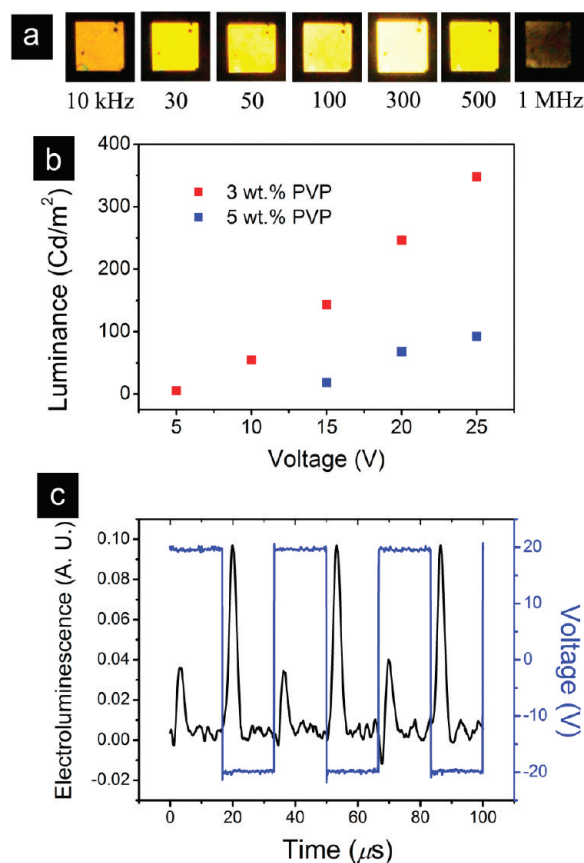 a
10 kHz 30 50 100 300 500 1 MHz
b
400
300
200
100
0
Luminance (Cd/m²)
3 wt.% PVP
5 wt.% PVP
5 10 15 20 25
Voltage (V)
c
0.10
0.08
0.06
0.04
0.02
0.00
-0.02
Electroluminescence (A. U.)
20
10
0
-10
-20
Voltage (V)
0 20 40 60 80 100
Time (μs)